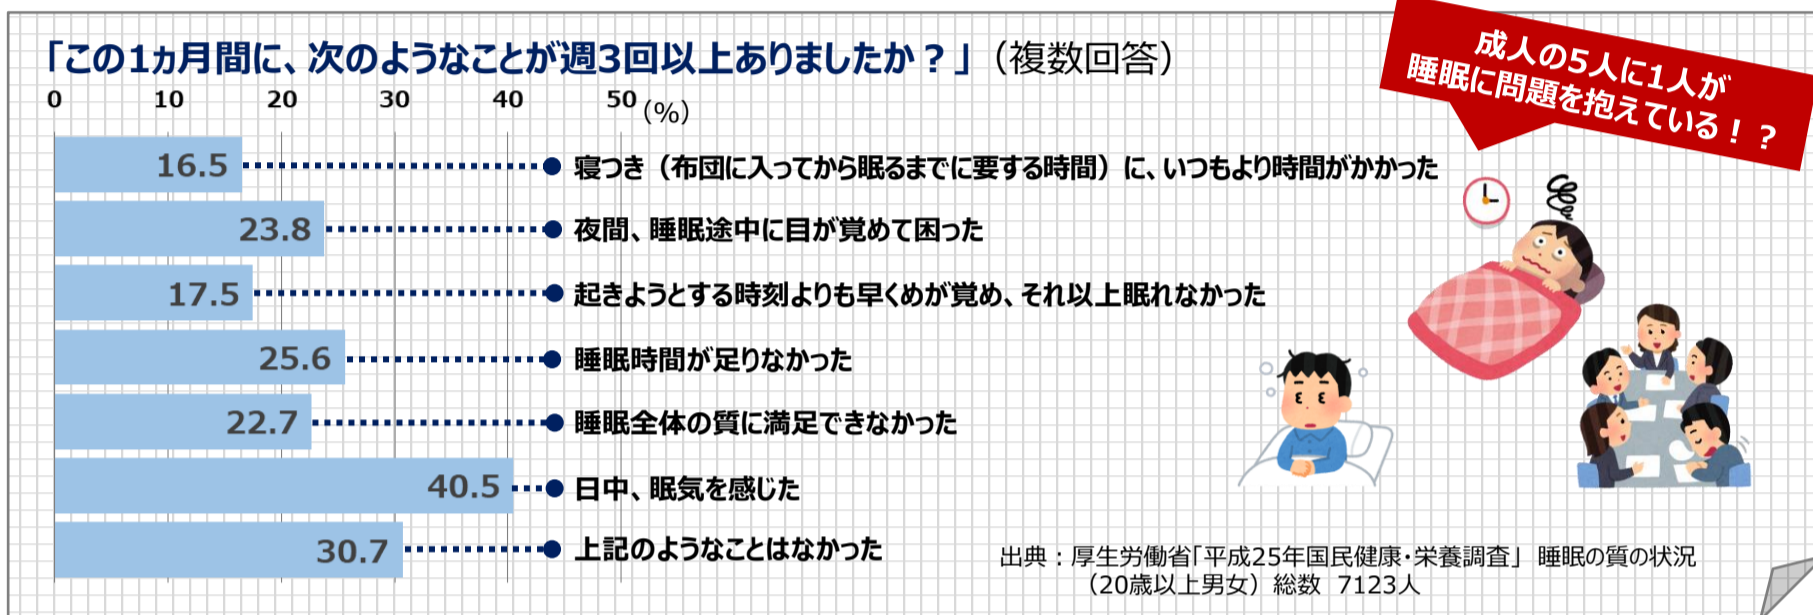 「この1ヵ月間に、次のようなことが週3回以上ありましたか？」（複数回答）
成人の5人に1人が
睡眠に問題を抱えている！？
0 10 20 30 40 50 (%)
16.5 寝つき（布団に入ってから眠るまでに要する時間）に、いつもより時間がかかった
23.8 夜間、睡眠途中に目が覚めて困った
17.5 起きようとする時刻よりも早くめが覚め、それ以上眠れなかった
25.6 睡眠時間が足りなかった
22.7 睡眠全体の質に満足できなかった
40.5 日中、眠気を感じた
30.7 上記のようなことはなかった
出典：厚生労働省「平成25年国民健康・栄養調査」 睡眠の質の状況
（20歳以上男女）総数 7123人